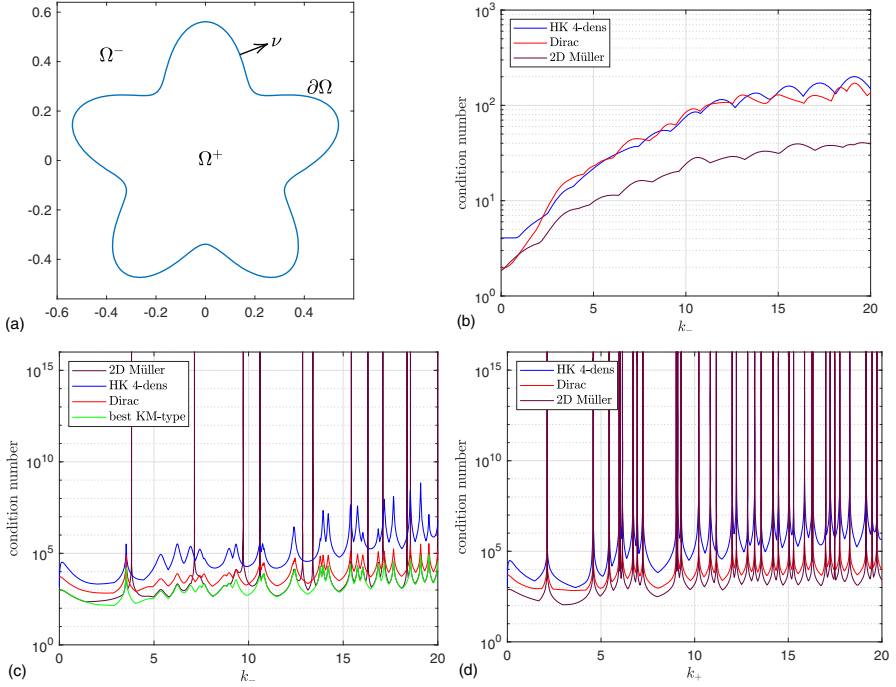 0.6
0.4
0.2
0
-0.2
-0.4
-0.6 -0.4 -0.2 0 0.2 0.4
Ω⁻
ν
∂Ω
Ω⁺
(a)
10³
10²
10¹
10⁰
condition number
HK 4-dens
Dirac
2D Müller
0 5 10 15 20
k₋
(b)
10¹⁵
10¹⁰
10⁵
10⁰
condition number
2D Müller
HK 4-dens
Dirac
best KM-type
0 5 10 15 20
k₋
(c)
10¹⁵
10¹⁰
10⁵
10⁰
condition number
HK 4-dens
Dirac
2D Müller
0 5 10 15 20
k₊
(d)